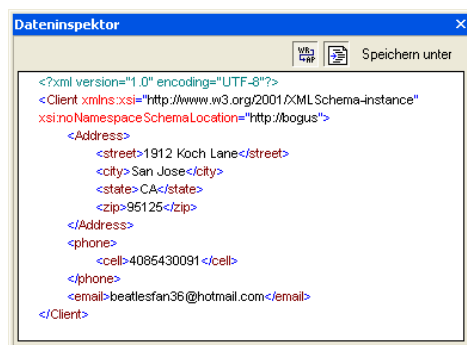 Dateninspektor
WR AP Speichern unter
<?xml version="1.0" encoding="UTF-8"?>
<Client xmlns:xsi="http://www.w3.org/2001/XMLSchema-instance"
xsi:noNamespaceSchemaLocation="http://bogus">
<Address>
<street>1912 Koch Lane</street>
<city>San Jose</city>
<state>CA</state>
<zip>95125</zip>
</Address>
<phone>
<cell>4085430091</cell>
</phone>
<email>beatlesfan36@hotmail.com</email>
</Client>